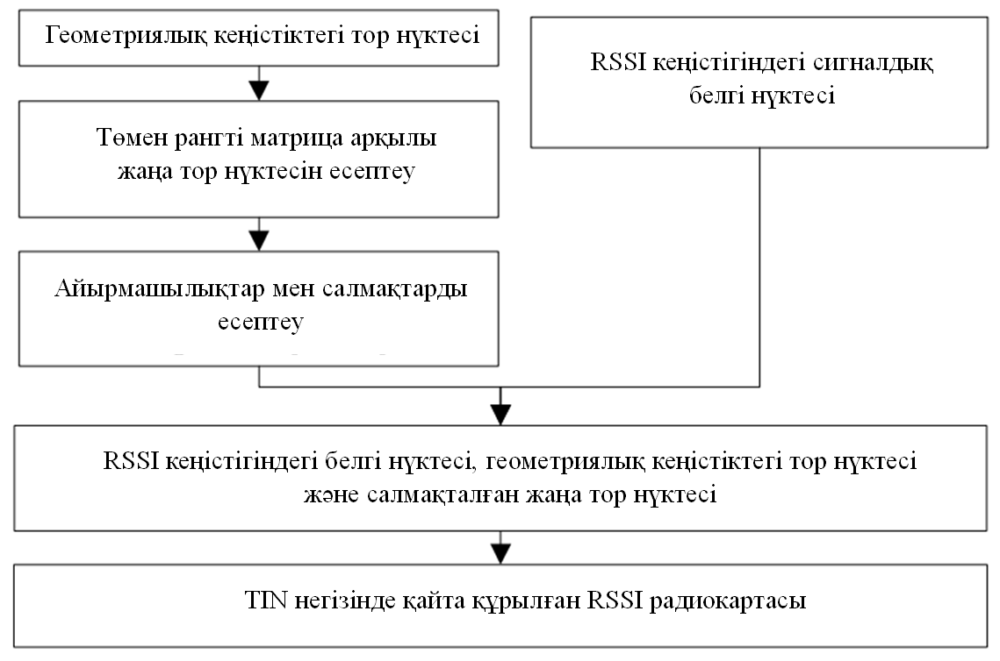 Геометриялық кеңістіктегі тор нүктесі
RSSI кеңістігіндегі сигналдық
белгі нүктесі
Төмен рангті матрица арқылы
жаңа тор нүктесін есептеу
Айырмашылықтар мен салмақтарды
есептеу
RSSI кеңістігіндегі белгі нүктесі, геометриялық кеңістіктегі тор нүктесі
және салмақталған жаңа тор нүктесі
TIN негізінде қайта құрылған RSSI радиокартасы